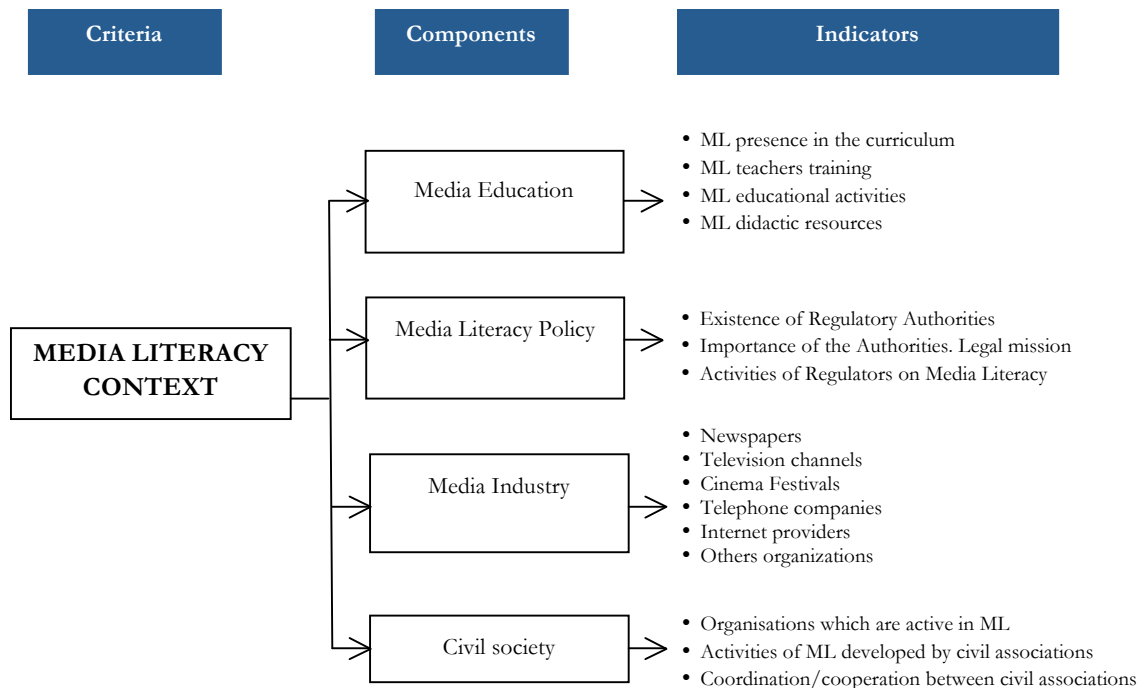 Criteria
Components
Indicators
MEDIA LITERACY
CONTEXT
Media Education
• ML presence in the curriculum
• ML teachers training
• ML educational activities
• ML didactic resources
Media Literacy Policy
• Existence of Regulatory Authorities
• Importance of the Authorities. Legal mission
• Activities of Regulators on Media Literacy
Media Industry
• Newspapers
• Television channels
• Cinema Festivals
• Telephone companies
• Internet providers
• Others organizations
Civil society
• Organisations which are active in ML
• Activities of ML developed by civil associations
• Coordination/cooperation between civil associations